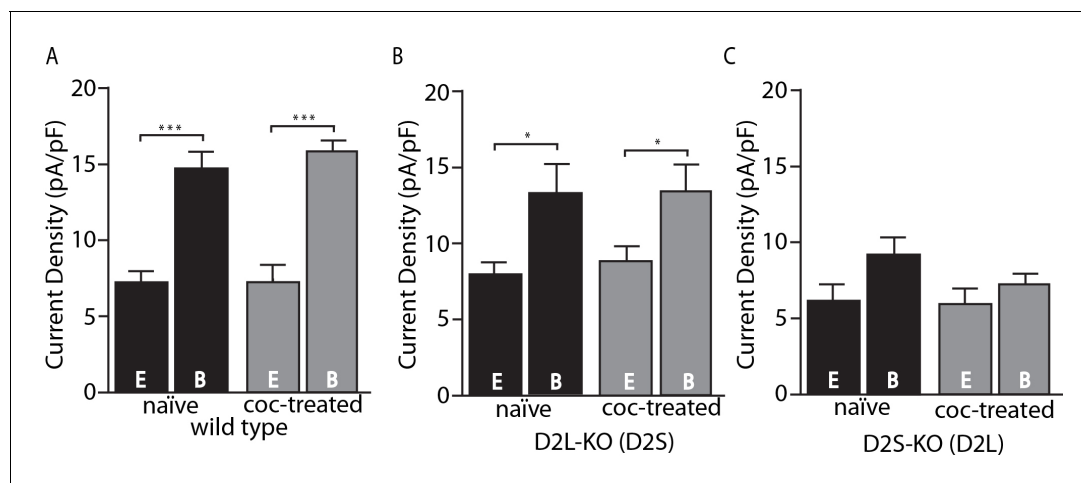 A
Current Density (pA/pF)
20
15
10
5
0
***
***
E
B
E
B
naïve
coc-treated
wild type
B
Current Density (pA/pF)
20
15
10
5
0
*
*
E
B
E
B
naïve
coc-treated
D2L-KO (D2S)
C
Current Density (pA/pF)
20
15
10
5
0
E
B
E
B
naïve
coc-treated
D2S-KO (D2L)